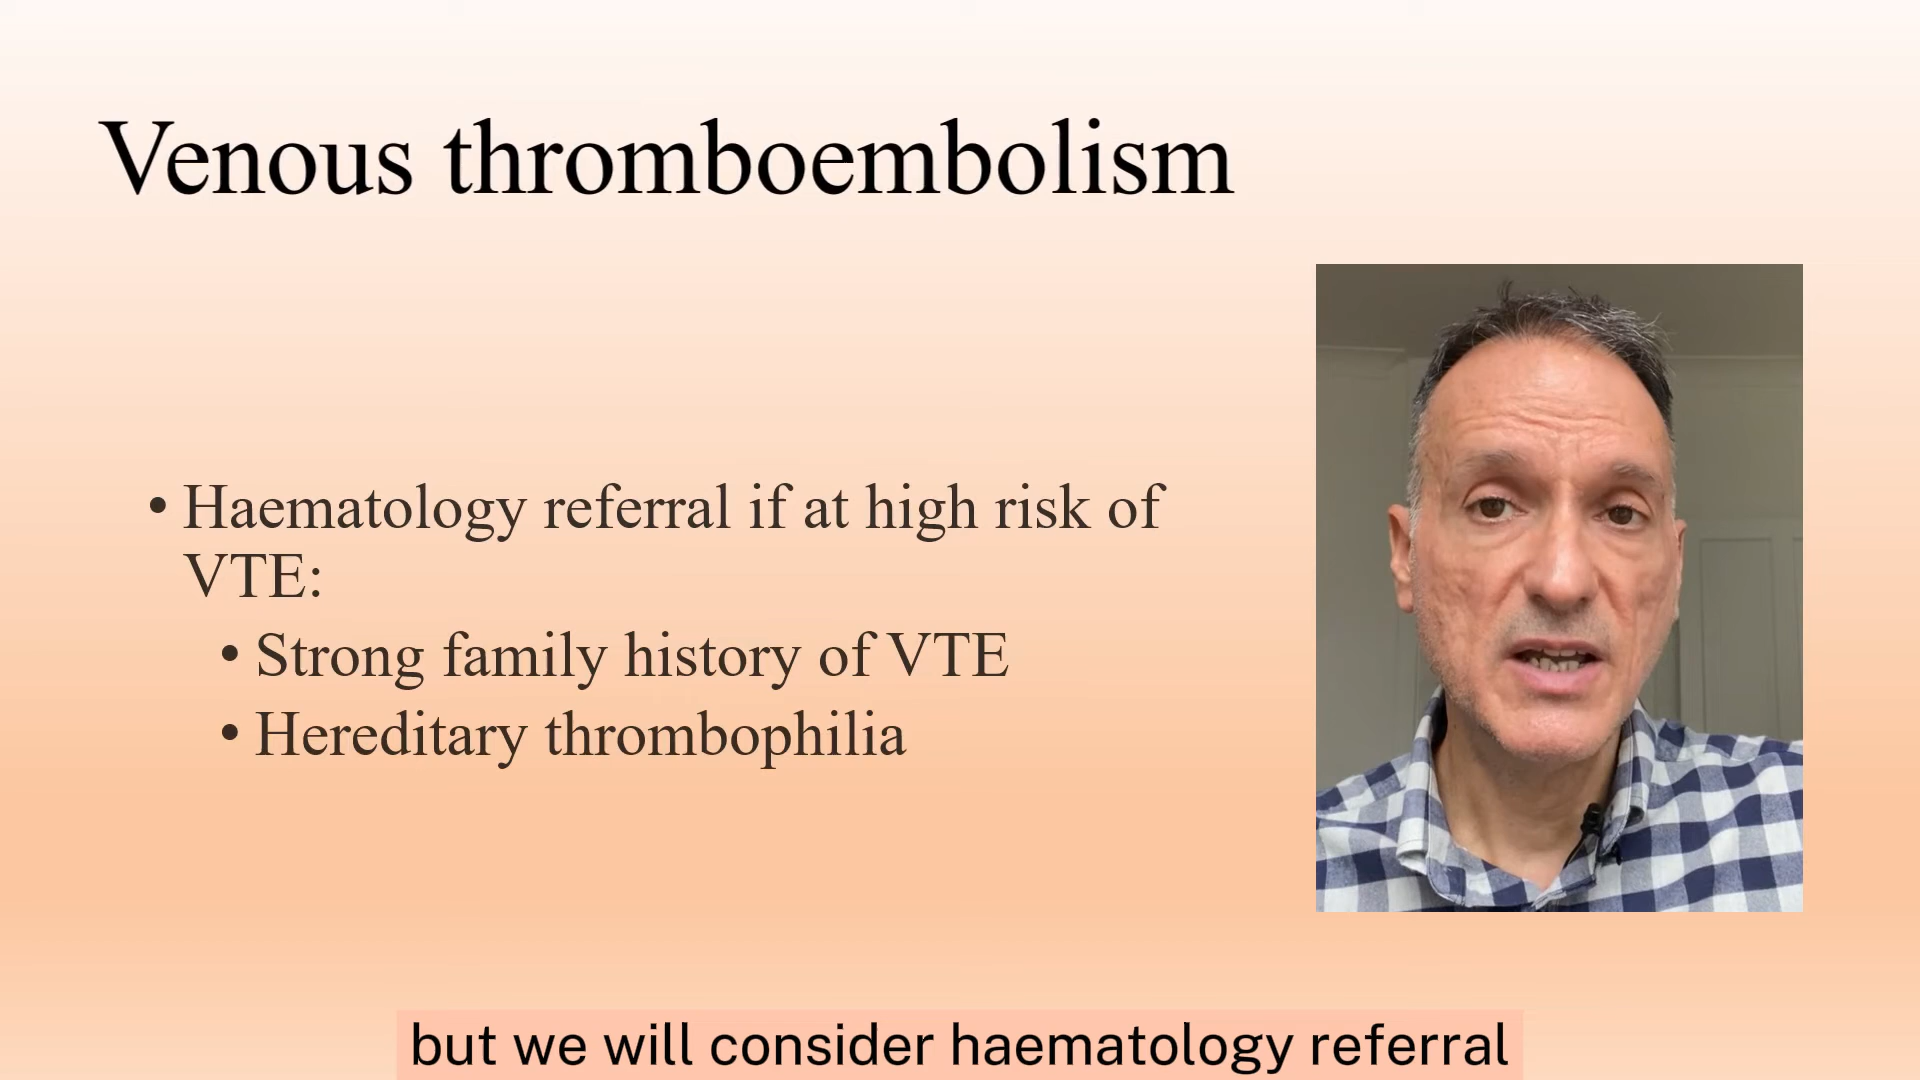 Venous thromboembolism
• Haematology referral if at high risk of
VTE:
• Strong family history of VTE
• Hereditary thrombophilia
but we will consider haematology referral